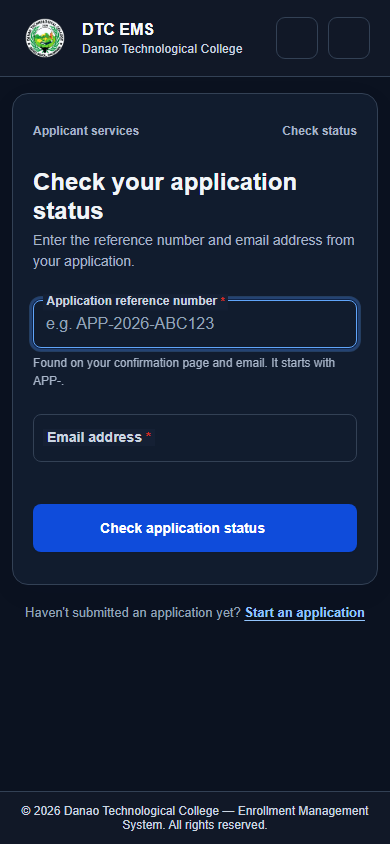 DTC EMS
Danao Technological College
Applicant services
Check status
Check your application
status
Enter the reference number and email address from
your application.
Application reference number *
e.g. APP-2026-ABC123
Found on your confirmation page and email. It starts with
APP-.
Email address *
Check application status
Haven't submitted an application yet? Start an application
© 2026 Danao Technological College — Enrollment Management
System. All rights reserved.